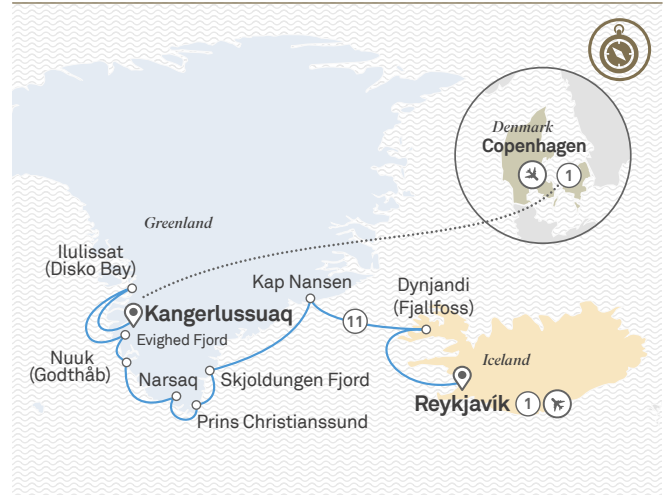 Denmark
Copenhagen
1
Greenland
Ilulissat
(Disko Bay)
Kap Nansen
Dynjandi
(Fjallfoss)
Kangerlussuaq
11
Evighed Fjord
Nuuk
(Godthåb)
Narsaq
Skjoldungen Fjord
Iceland
Prins Christianssund
Reykjavík 1